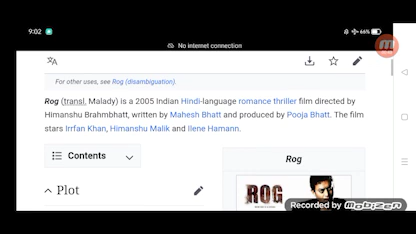 9:02
66%
No internet connection
For other uses, see Rog (disambiguation).
Rog (transl. Malady) is a 2005 Indian Hindi-language romance thriller film directed by
Himanshu Brahmbhatt, written by Mahesh Bhatt and produced by Pooja Bhatt. The film
stars Irrfan Khan, Himanshu Malik and Ilene Hamann.
Contents
Rog
Plot
ROG
Recorded by mobizen